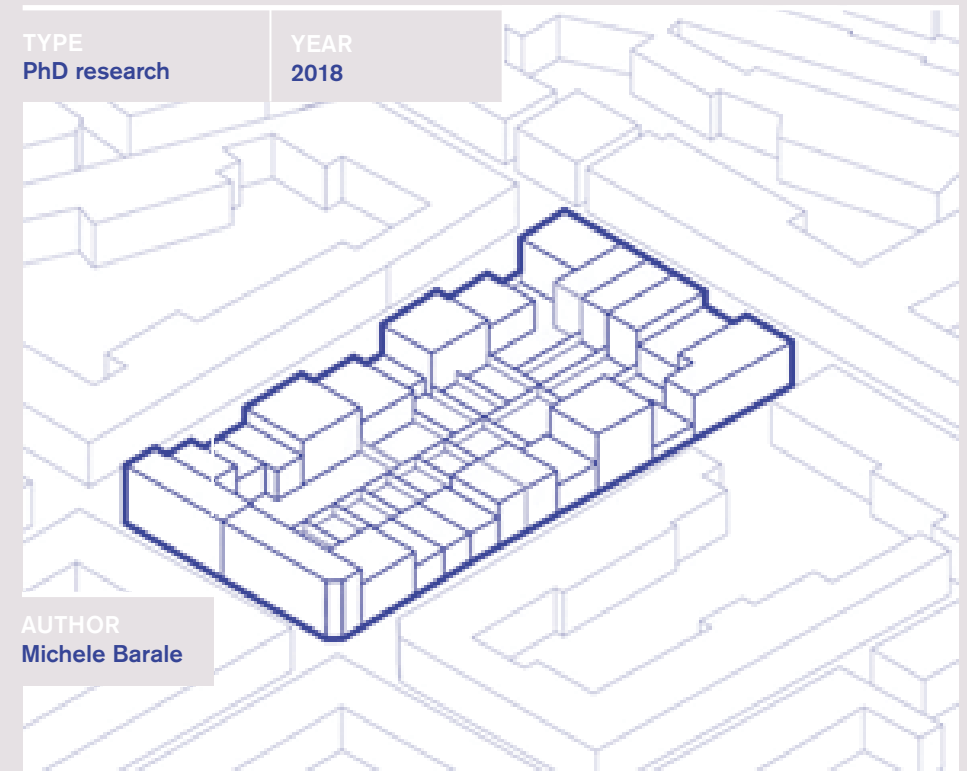 TYPE
PhD research
YEAR
2018
AUTHOR
Michele Barale